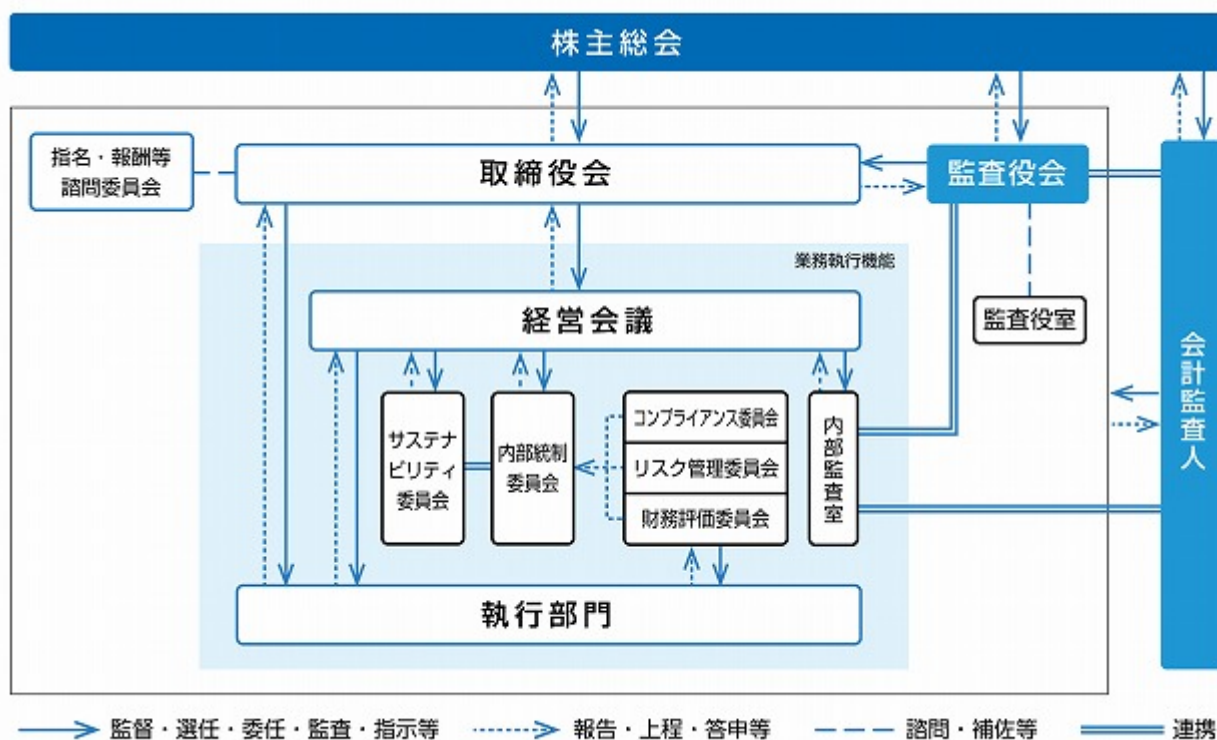 株主総会
指名・報酬等
諮問委員会
取締役会
監査役会
業務執行機能
経営会議
監査役室
会計監査人
サステナ
ビリティ
委員会
内部統制
委員会
コンプライアンス委員会
リスク管理委員会
財務評価委員会
内部監査室
執行部門
監督・選任・委任・監査・指示等
報告・上程・答申等
諮問・補佐等
連携